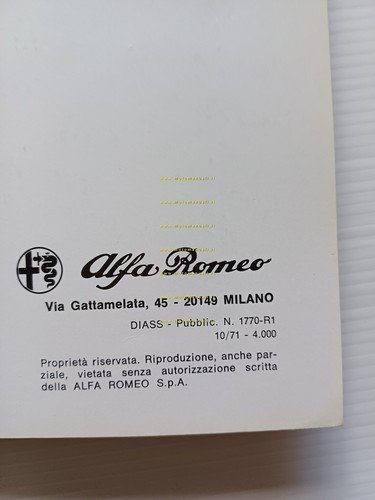 Alfa Romeo
Via Gattamelata, 45 - 20149 MILANO
DIASS - Pubblic. N. 1770-R1
10/71 - 4.000
Proprietà riservata. Riproduzione, anche par-
ziale, vietata senza autorizzazione scritta
della ALFA ROMEO S.p.A.